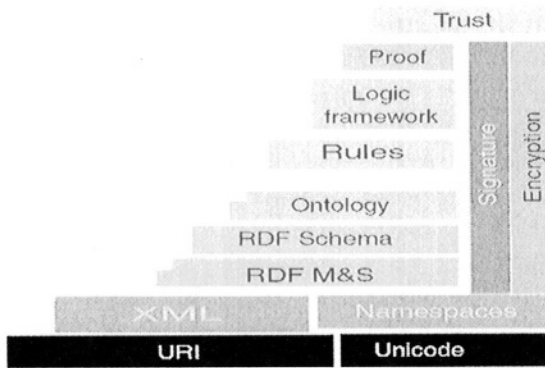 Trust
Proof
Logic
framework
Rules
Ontology
RDF Schema
RDF M&S
Signature
Encryption
XML
Namespaces
URI
Unicode